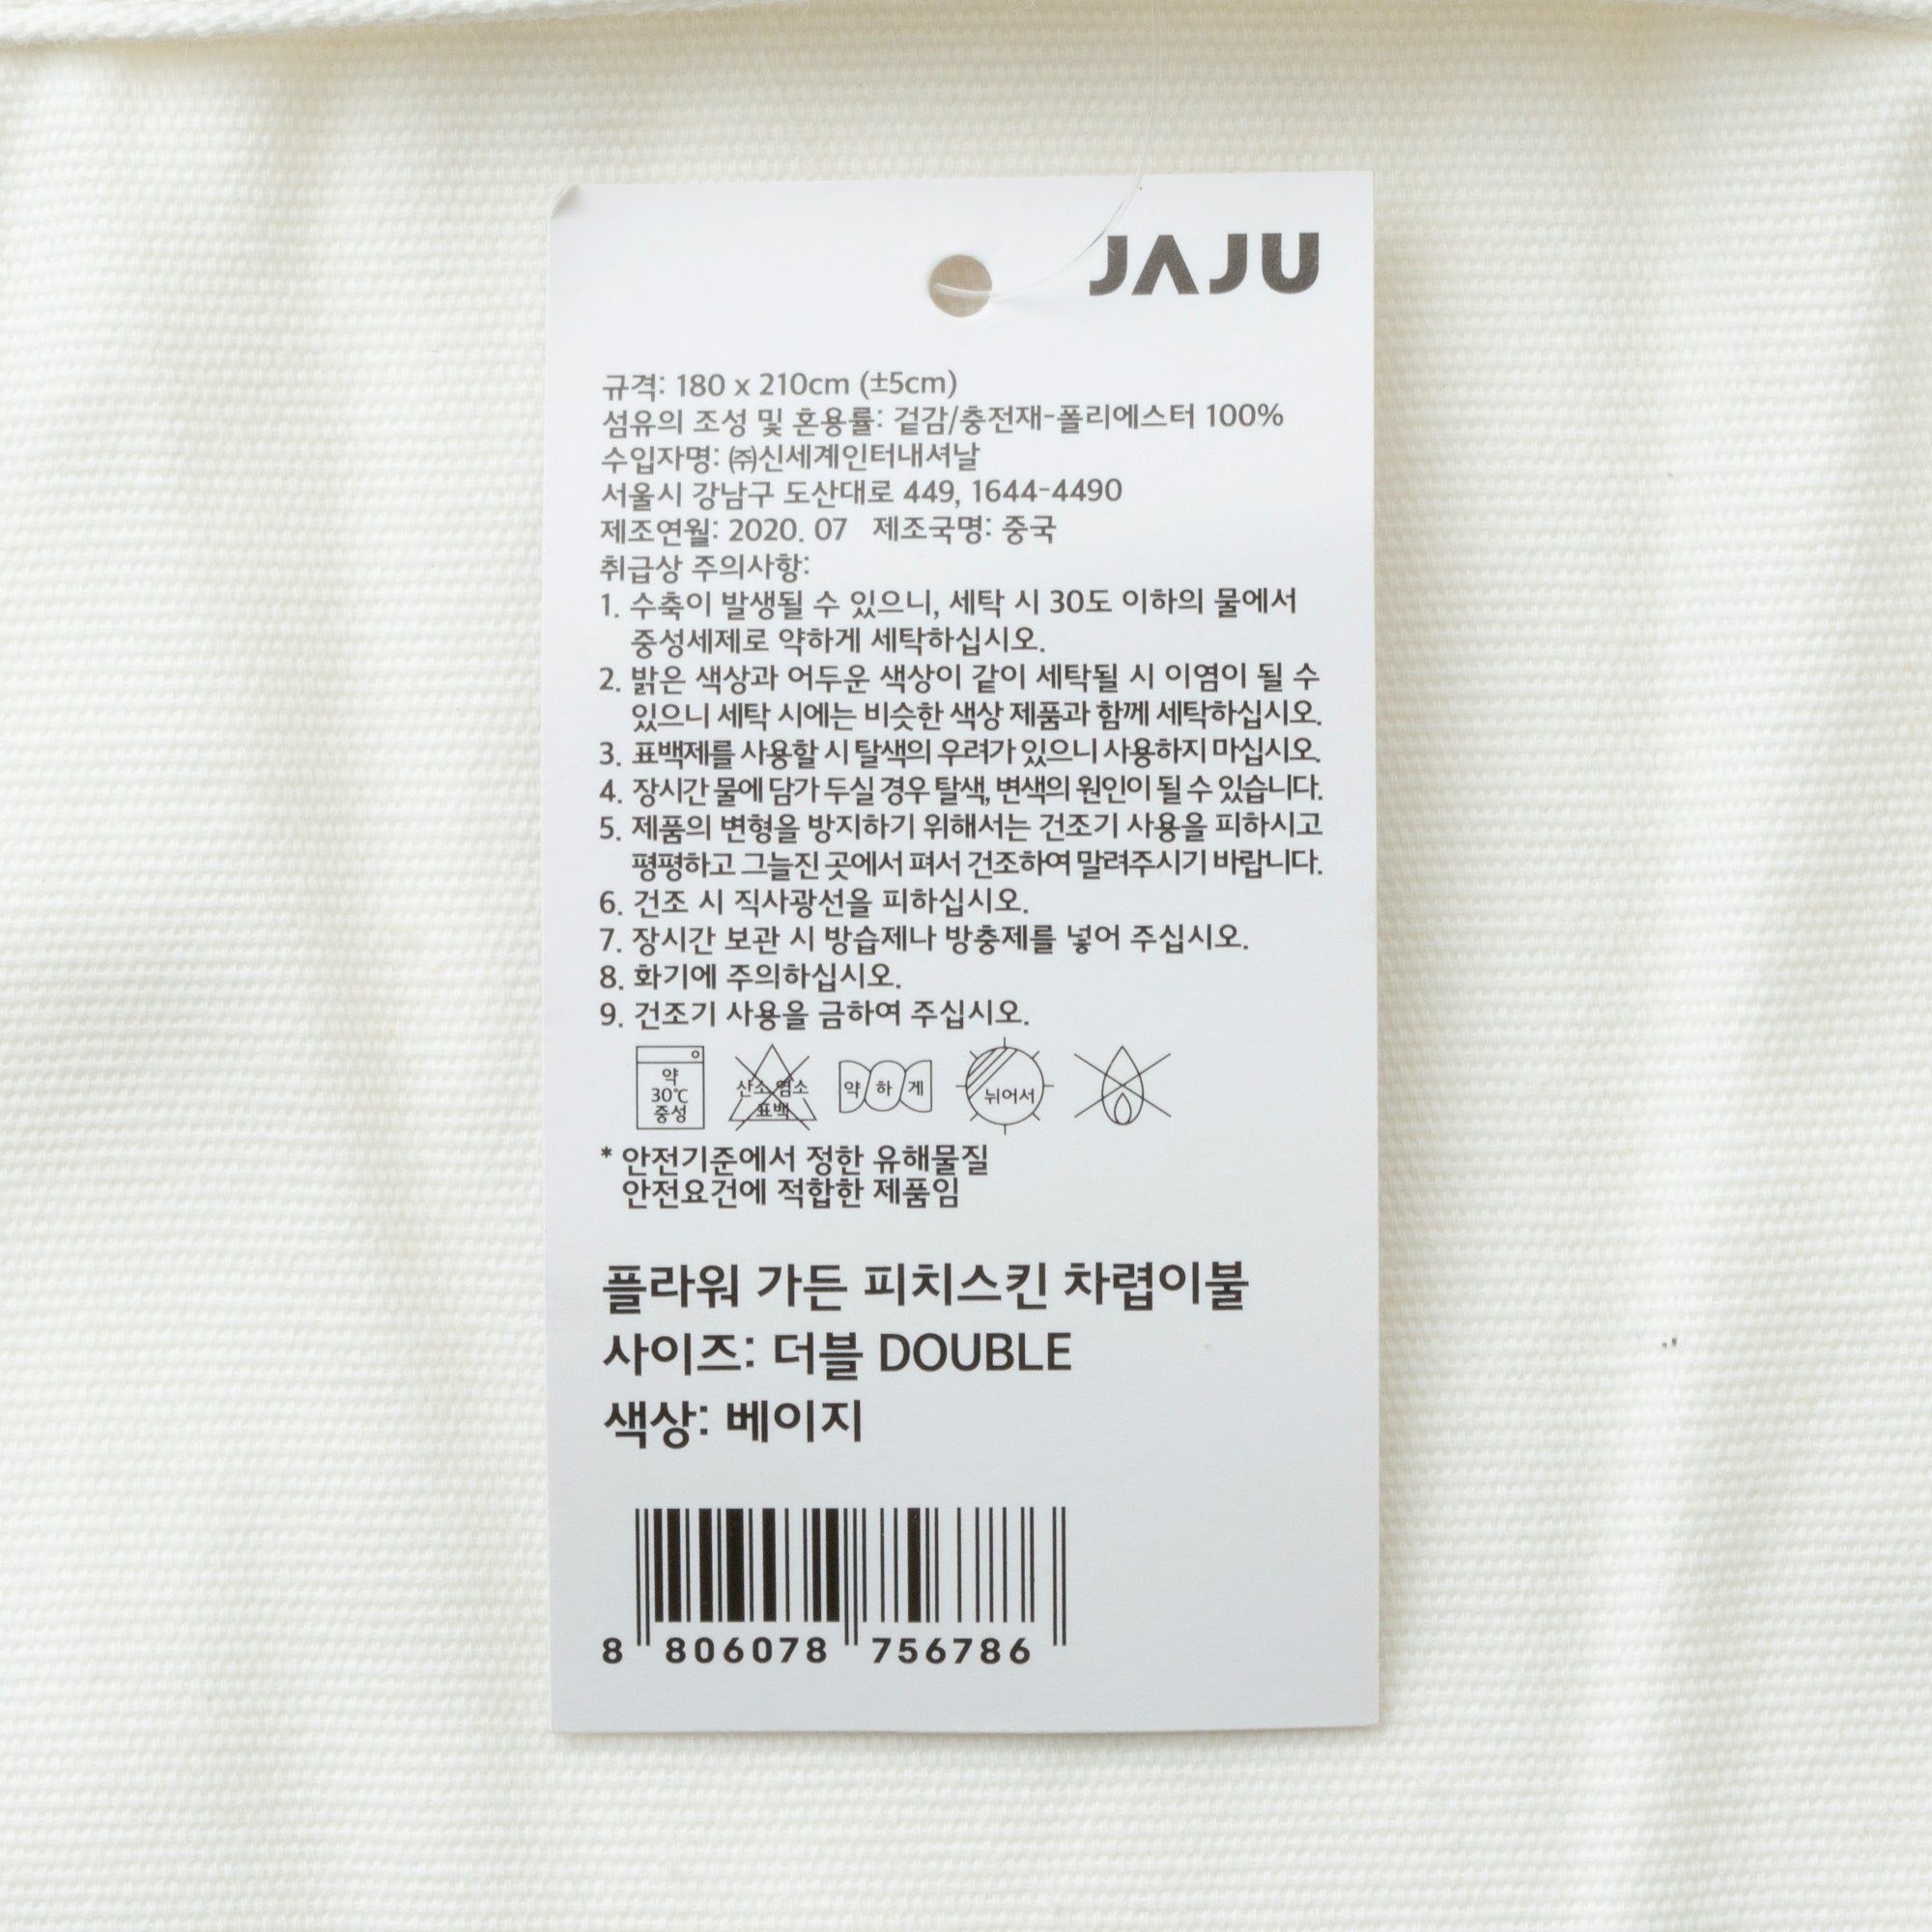 JAJU
규격: 180 x 210cm (±5cm)
섬유의 조성 및 혼용률: 겉감/충전재-폴리에스터 100%
수입자명: ㈜신세계인터내셔날
서울시 강남구 도산대로 449, 1644-4490
제조연월: 2020. 07 제조국명: 중국
취급상 주의사항:
1. 수축이 발생될 수 있으니, 세탁 시 30도 이하의 물에서
중성세제로 약하게 세탁하십시오.
2. 밝은 색상과 어두운 색상이 같이 세탁될 시 이염이 될 수
있으니 세탁 시에는 비슷한 색상 제품과 함께 세탁하십시오.
3. 표백제를 사용할 시 탈색의 우려가 있으니 사용하지 마십시오.
4. 장시간 물에 담가 두실 경우 탈색, 변색의 원인이 될 수 있습니다.
5. 제품의 변형을 방지하기 위해서는 건조기 사용을 피하시고
평평하고 그늘진 곳에서 펴서 건조하여 말려주시기 바랍니다.
6. 건조 시 직사광선을 피하십시오.
7. 장시간 보관 시 방습제나 방충제를 넣어 주십시오.
8. 화기에 주의하십시오.
9. 건조기 사용을 금하여 주십시오.
약
30℃
중성
산소 염소
표백
약 하 게
뉘어서
* 안전기준에서 정한 유해물질
안전요건에 적합한 제품임
플라워 가든 피치스킨 차렵이불
사이즈: 더블 DOUBLE
색상: 베이지
8 806078 756786